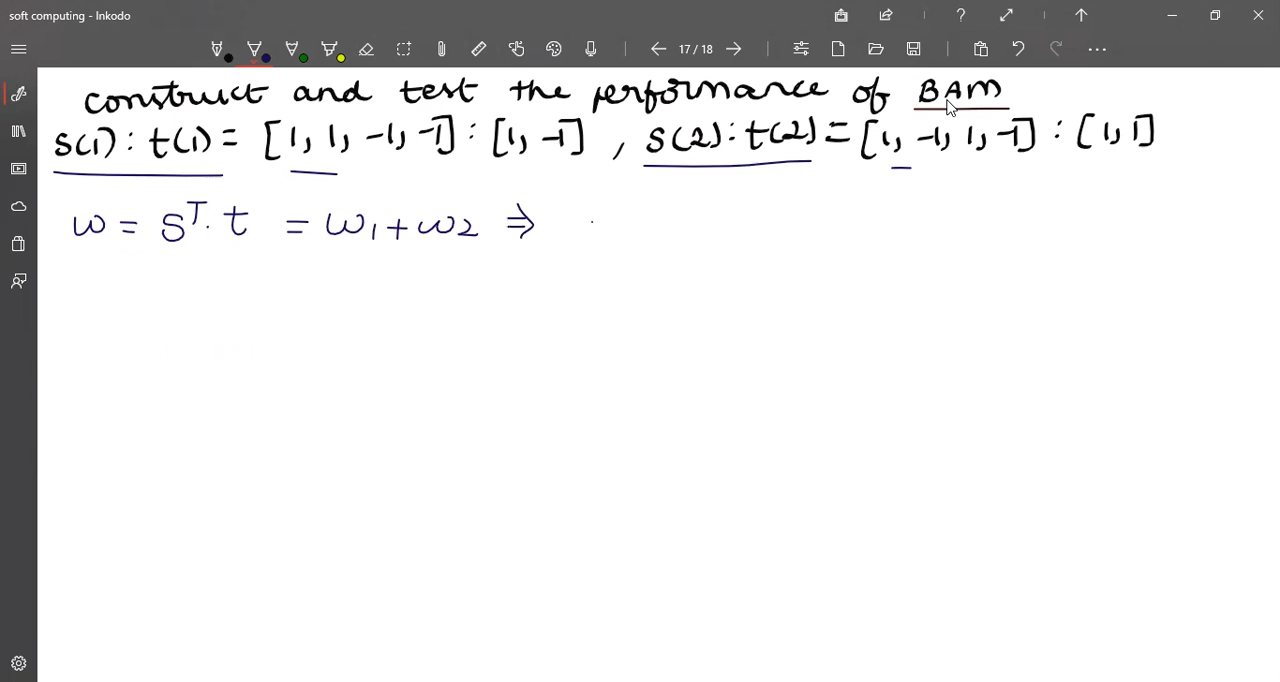 soft computing - Inkodo
17 / 18
construct and test the performance of BAM
s(1) : t(1) = [1, 1, -1, -1] : [1, -1] , s(2) : t(2) = [1, -1, 1, -1] : [1, 1]
w = S^T . t = w1 + w2 ⇒